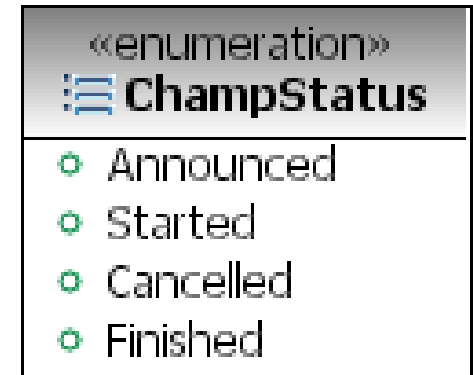 «enumeration»
ChampStatus
Announced
Started
Cancelled
Finished